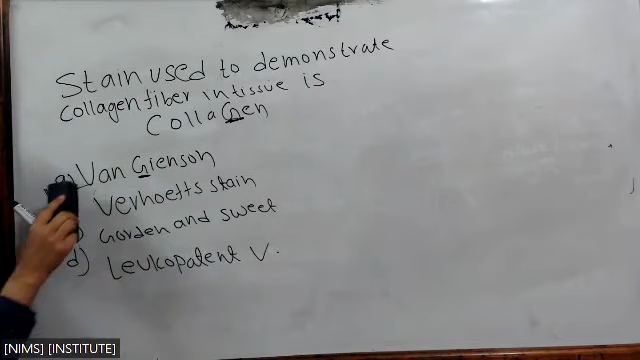 Stain used to demonstrate
collagen fiber in tissue is
CollaGen
a) Van Gienson
Verhoeffs stain
) Gorden and sweet
d) Leukopatent V.
[NIMS] [INSTITUTE]